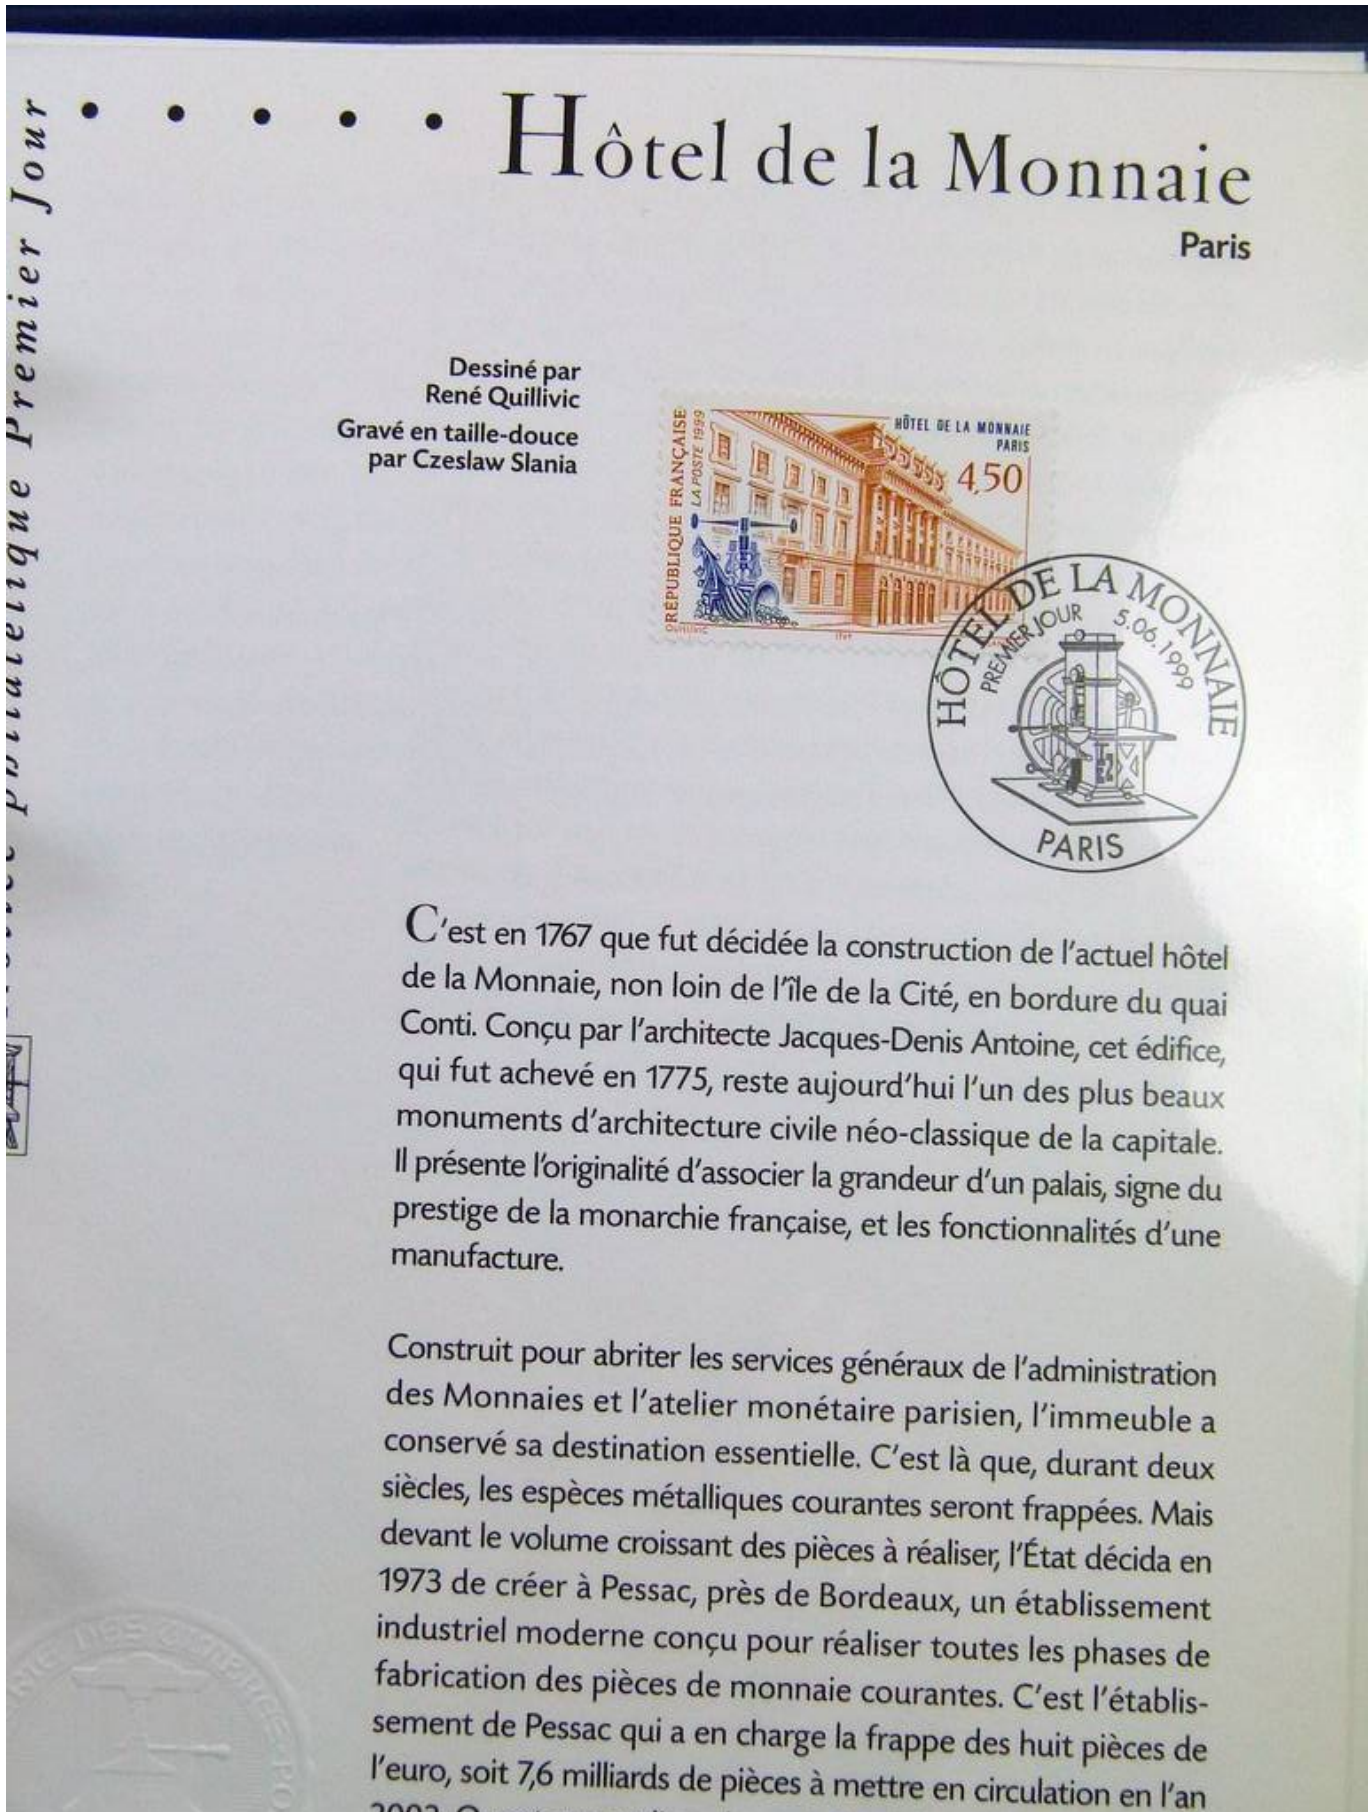 Hôtel de la Monnaie
Paris
Premier Jour
Dessiné par
René Quillivic
Gravé en taille-douce
par Czeslaw Slania
RÉPUBLIQUE FRANÇAISE
LA POSTE 1999
HÔTEL DE LA MONNAIE
PARIS
4,50
QUILLIVIC
HÔTEL DE LA MONNAIE
PREMIER JOUR 5.06.1999
PARIS
C'est en 1767 que fut décidée la construction de l'actuel hôtel
de la Monnaie, non loin de l'île de la Cité, en bordure du quai
Conti. Conçu par l'architecte Jacques-Denis Antoine, cet édifice,
qui fut achevé en 1775, reste aujourd'hui l'un des plus beaux
monuments d'architecture civile néo-classique de la capitale.
Il présente l'originalité d'associer la grandeur d'un palais, signe du
prestige de la monarchie française, et les fonctionnalités d'une
manufacture.
Construit pour abriter les services généraux de l'administration
des Monnaies et l'atelier monétaire parisien, l'immeuble a
conservé sa destination essentielle. C'est là que, durant deux
siècles, les espèces métalliques courantes seront frappées. Mais
devant le volume croissant des pièces à réaliser, l'État décida en
1973 de créer à Pessac, près de Bordeaux, un établissement
industriel moderne conçu pour réaliser toutes les phases de
fabrication des pièces de monnaie courantes. C'est l'établis-
sement de Pessac qui a en charge la frappe des huit pièces de
l'euro, soit 7,6 milliards de pièces à mettre en circulation en l'an